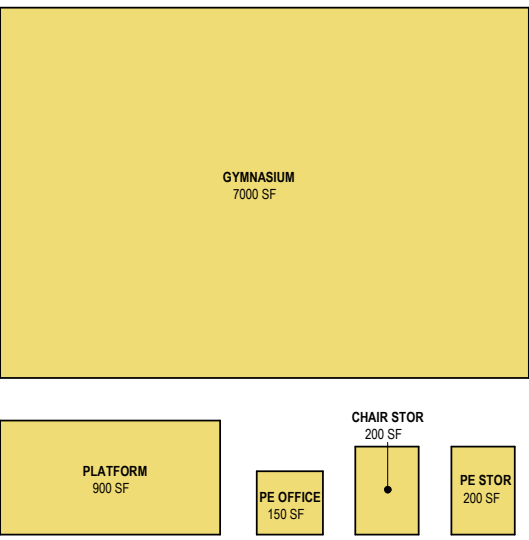 GYMNASIUM
7000 SF
CHAIR STOR
200 SF
PLATFORM
900 SF
PE OFFICE
150 SF
PE STOR
200 SF